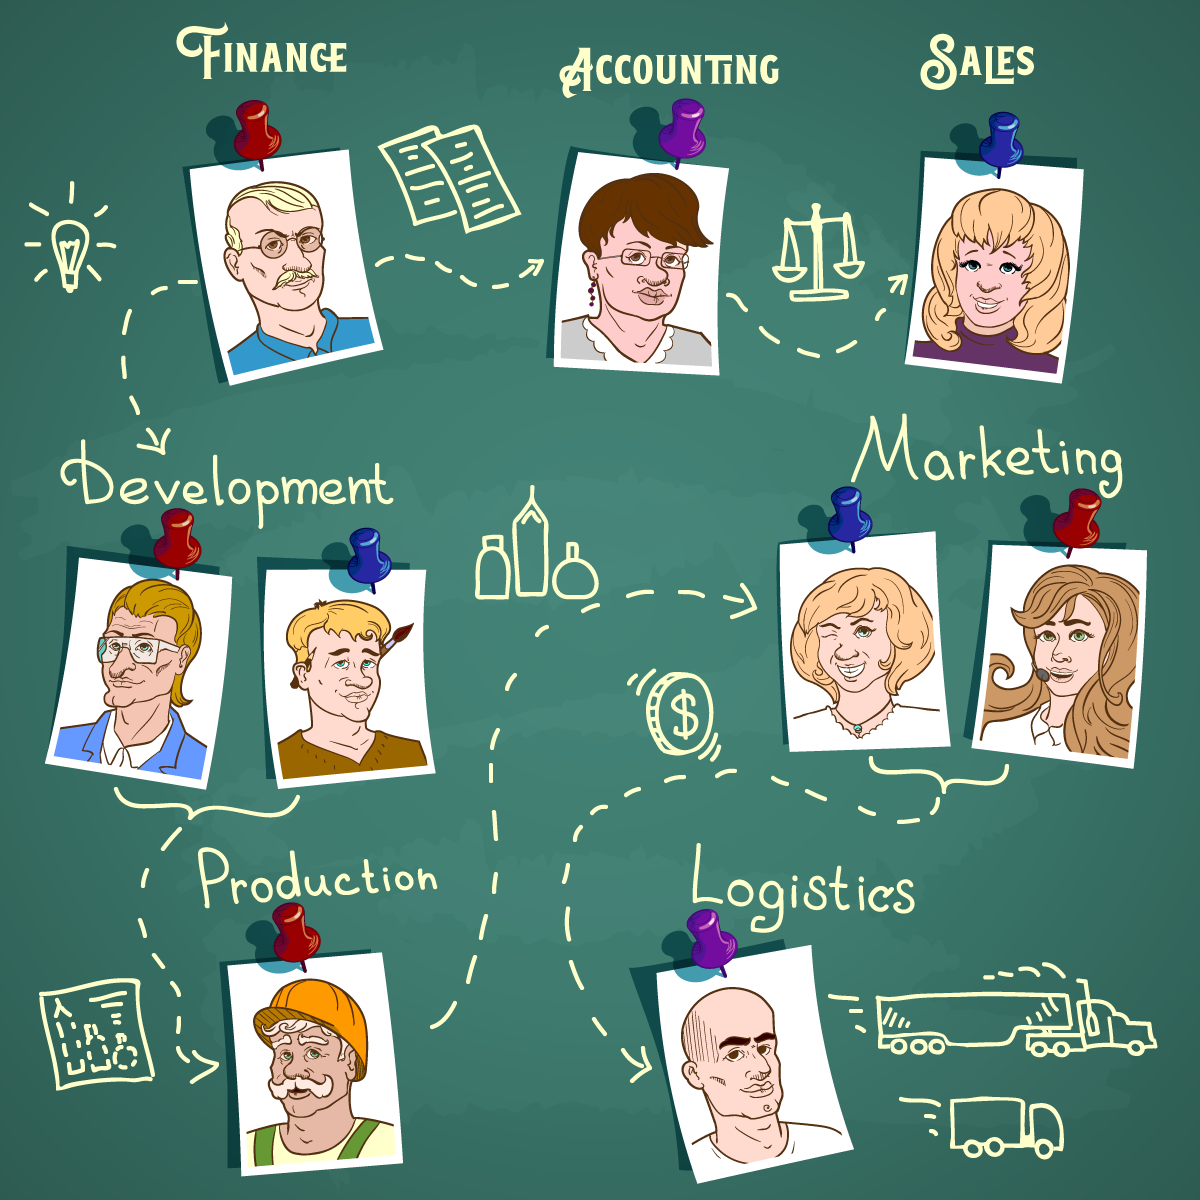 Finance
Accounting
Sales
Development
Marketing
$
Production
Logistics